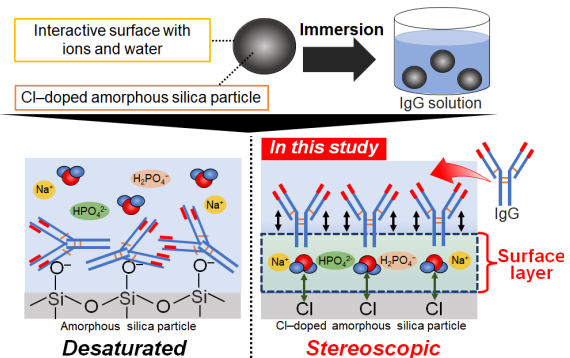 Interactive surface with
ions and water
Immersion
Cl–doped amorphous silica particle
IgG solution
In this study
H₂PO₄⁻
Na⁺
Na⁺
HPO₄²⁻
IgG
Na⁺
HPO₄²⁻
H₂PO₄⁻
Na⁺
Surface
layer
O⁻
O⁻
O⁻
Si
O
Si
O
Si
Cl
Cl
Cl
Amorphous silica particle
Cl–doped amorphous silica particle
Desaturated
Stereoscopic